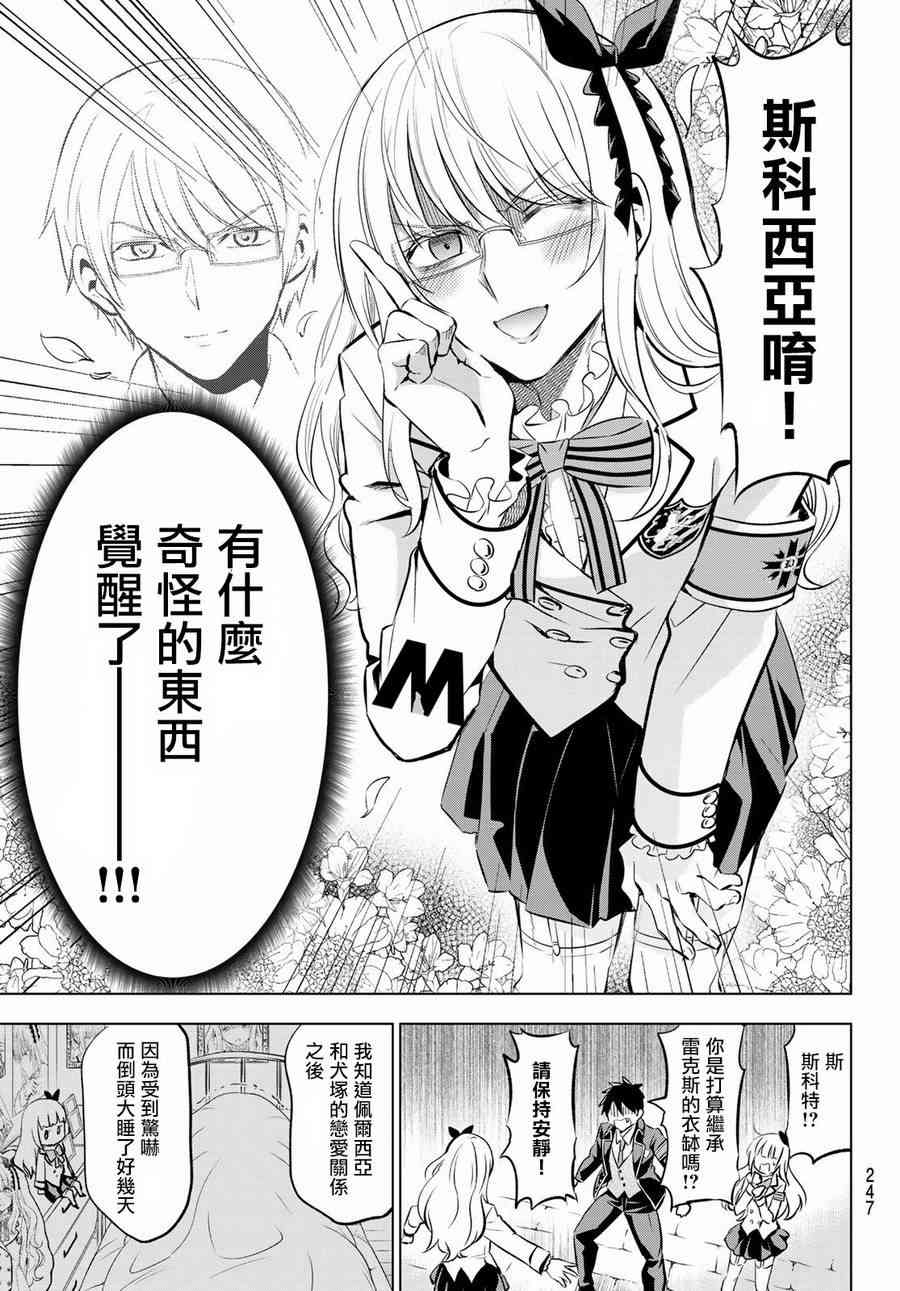 斯科西亞唷！
有什麼
奇怪的東西
覺醒了——!!!
斯
斯科特!?
你是打算繼承
雷克斯的衣缽嗎!?
請保持安靜！
我知道佩爾西亞
和犬塚的戀愛關係
之後
因為受到驚嚇
而倒頭大睡了好幾天
M
247